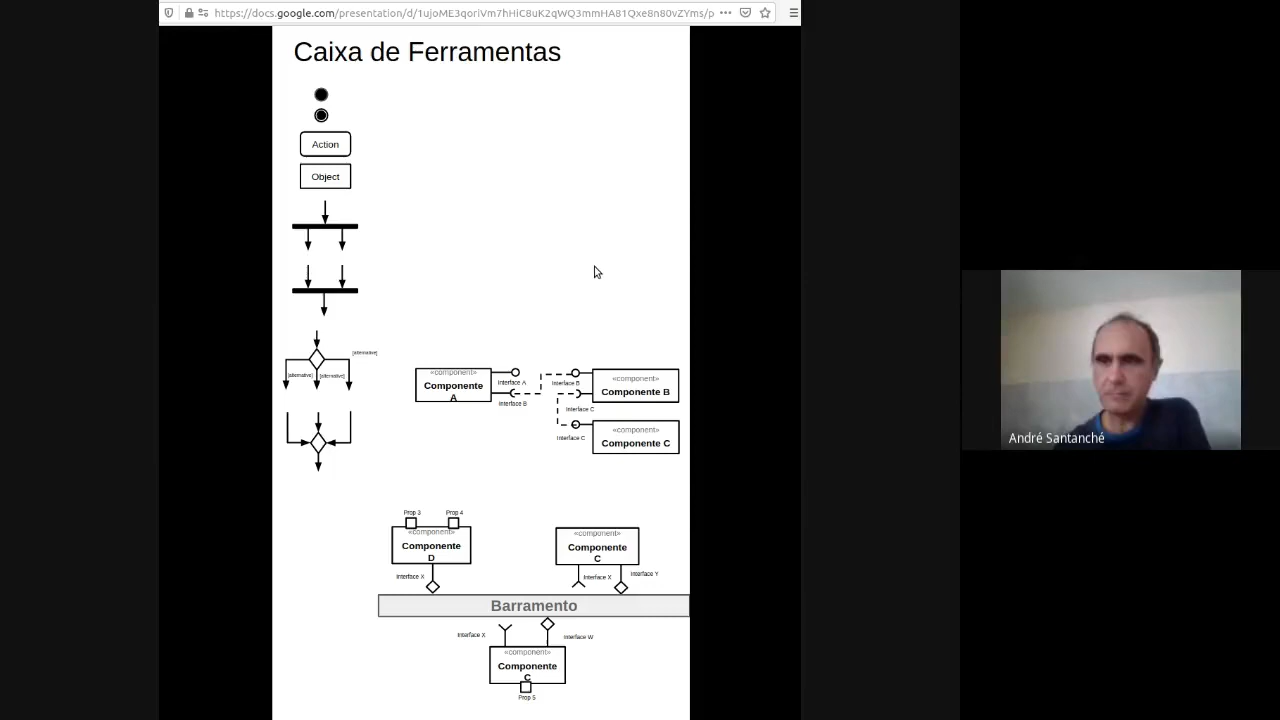 https://docs.google.com/presentation/d/1ujoME3qoriVm7hHiC8uK2qWQ3mmHA81Qxe8n80vZYms/p
Caixa de Ferramentas
Action
Object
[alternative]
[alternative]
[alternative]
«component»
Componente
A
Interface A
Interface B
Interface B
Interface C
Interface C
«component»
Componente B
«component»
Componente C
Prop 3
Prop 4
«component»
Componente
D
Interface X
«component»
Componente
C
Interface X
Interface Y
Barramento
Interface X
Interface W
«component»
Componente
C
Prop 5
André Santanchè